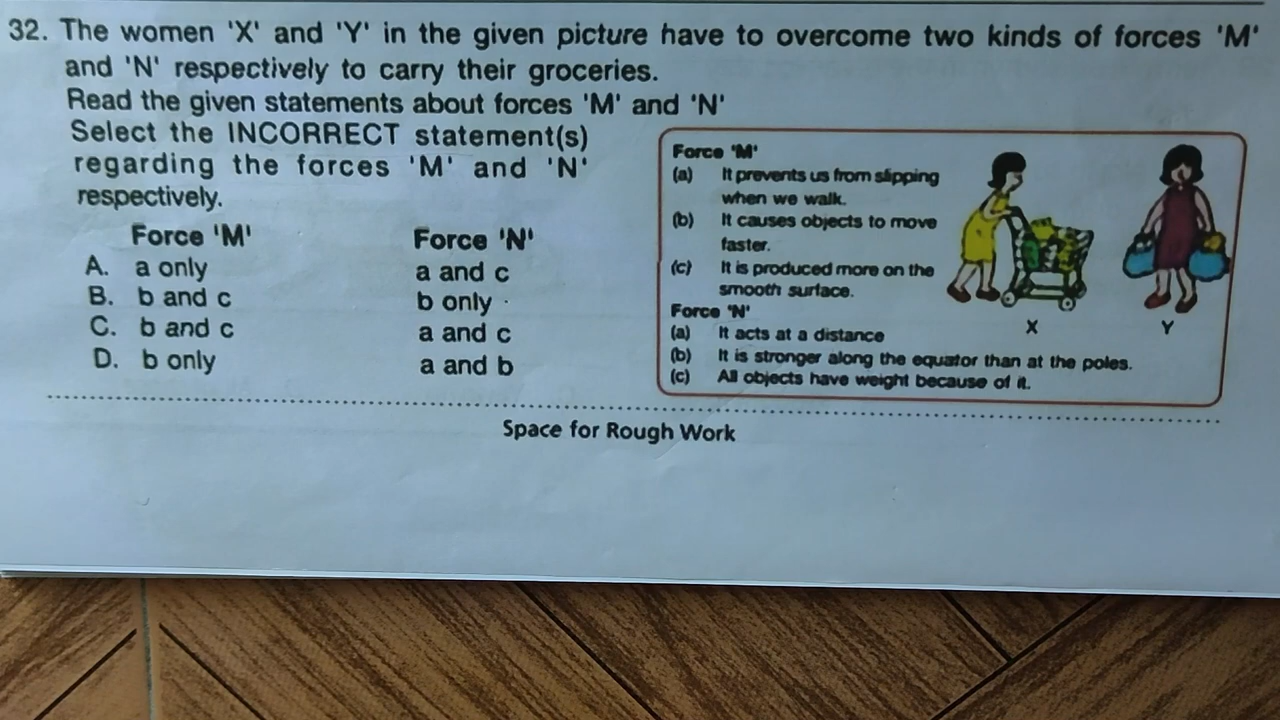 32. The women 'X' and 'Y' in the given picture have to overcome two kinds of forces 'M'
and 'N' respectively to carry their groceries.
Read the given statements about forces 'M' and 'N'
Select the INCORRECT statement(s)
regarding the forces 'M' and 'N'
respectively.
Force 'M' Force 'N'
A. a only a and c
B. b and c b only
C. b and c a and c
D. b only a and b
Force 'M'
(a) It prevents us from slipping
when we walk.
(b) It causes objects to move
faster.
(c) It is produced more on the
smooth surface.
Force 'N'
(a) It acts at a distance
(b) It is stronger along the equator than at the poles.
(c) All objects have weight because of it.
X Y
Space for Rough Work